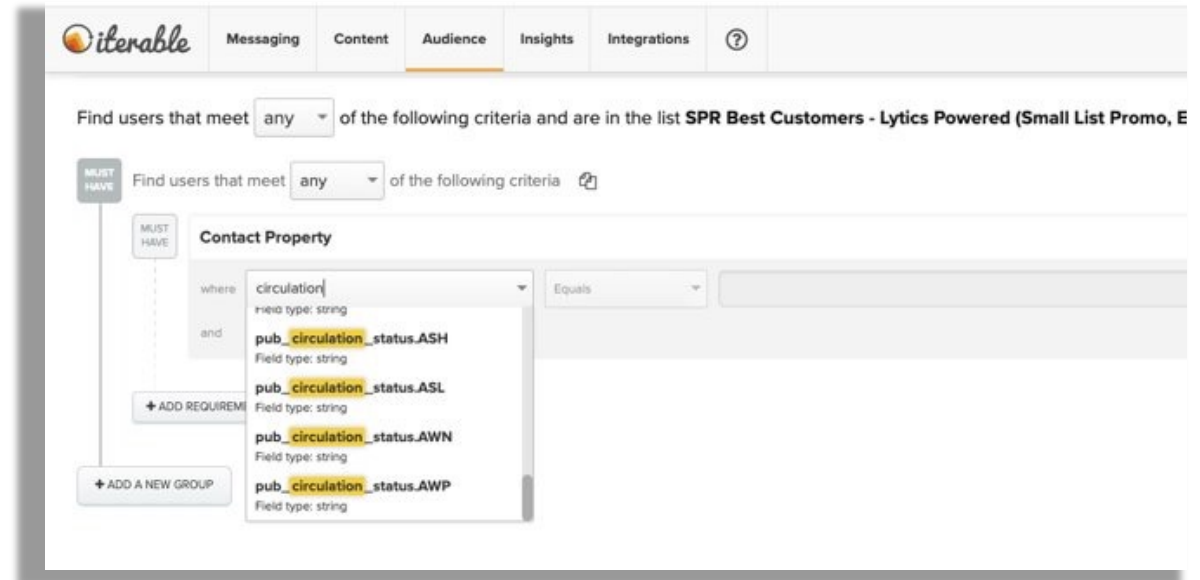 iterable Messaging Content Audience Insights Integrations ?
Find users that meet any of the following criteria and are in the list SPR Best Customers - Lytics Powered (Small List Promo, E
MUST HAVE
Find users that meet any of the following criteria
MUST HAVE
Contact Property
where circulation Equals
Field type: string
and
pub_circulation_status.ASH
Field type: string
pub_circulation_status.ASL
+ ADD REQUIREME Field type: string
pub_circulation_status.AWN
Field type: string
+ ADD A NEW GROUP pub_circulation_status.AWP
Field type: string